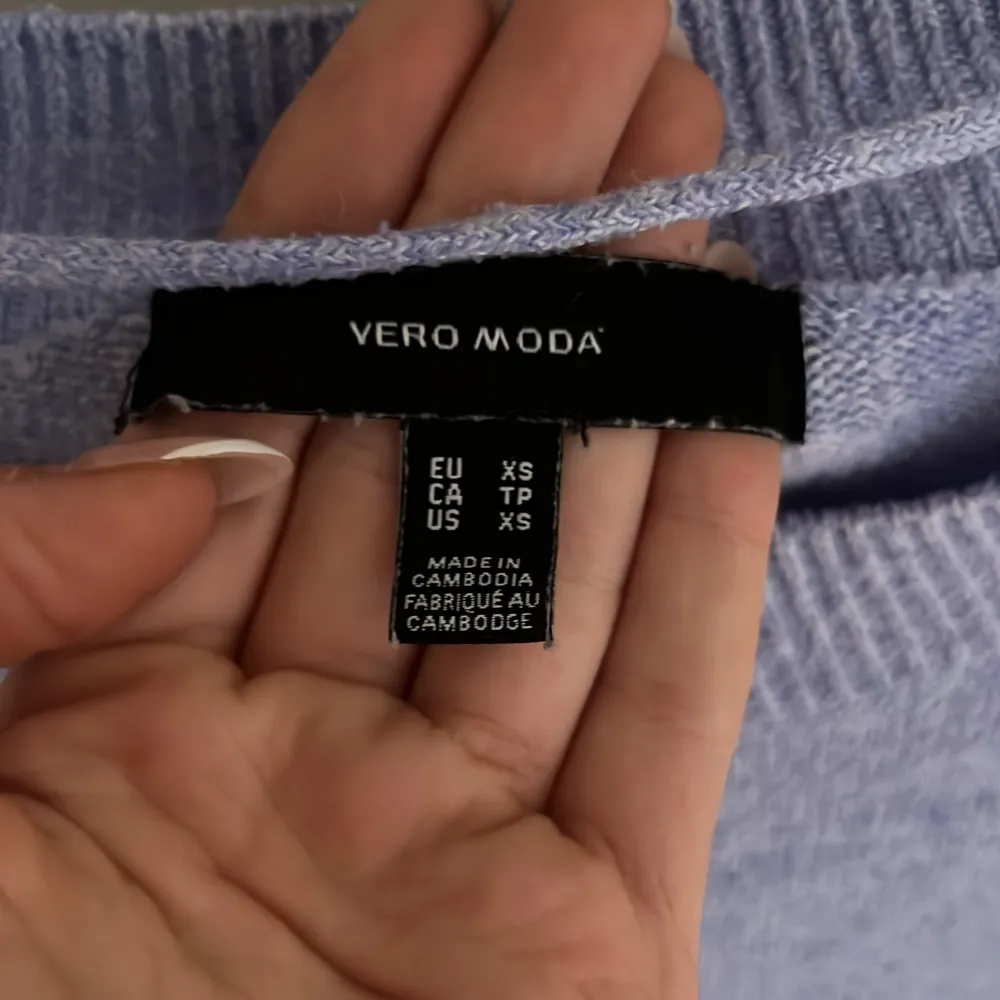 VERO MODA
EU XS
CA TP
US XS
MADE IN
CAMBODIA
FABRIQUÉ AU
CAMBODGE